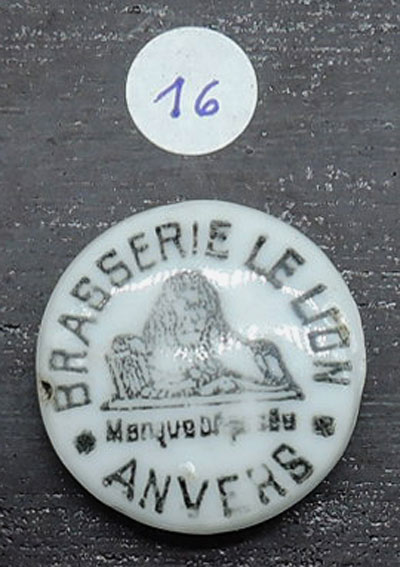 16
BRASSERIE LE LION
Marque Déposée
ANVERS